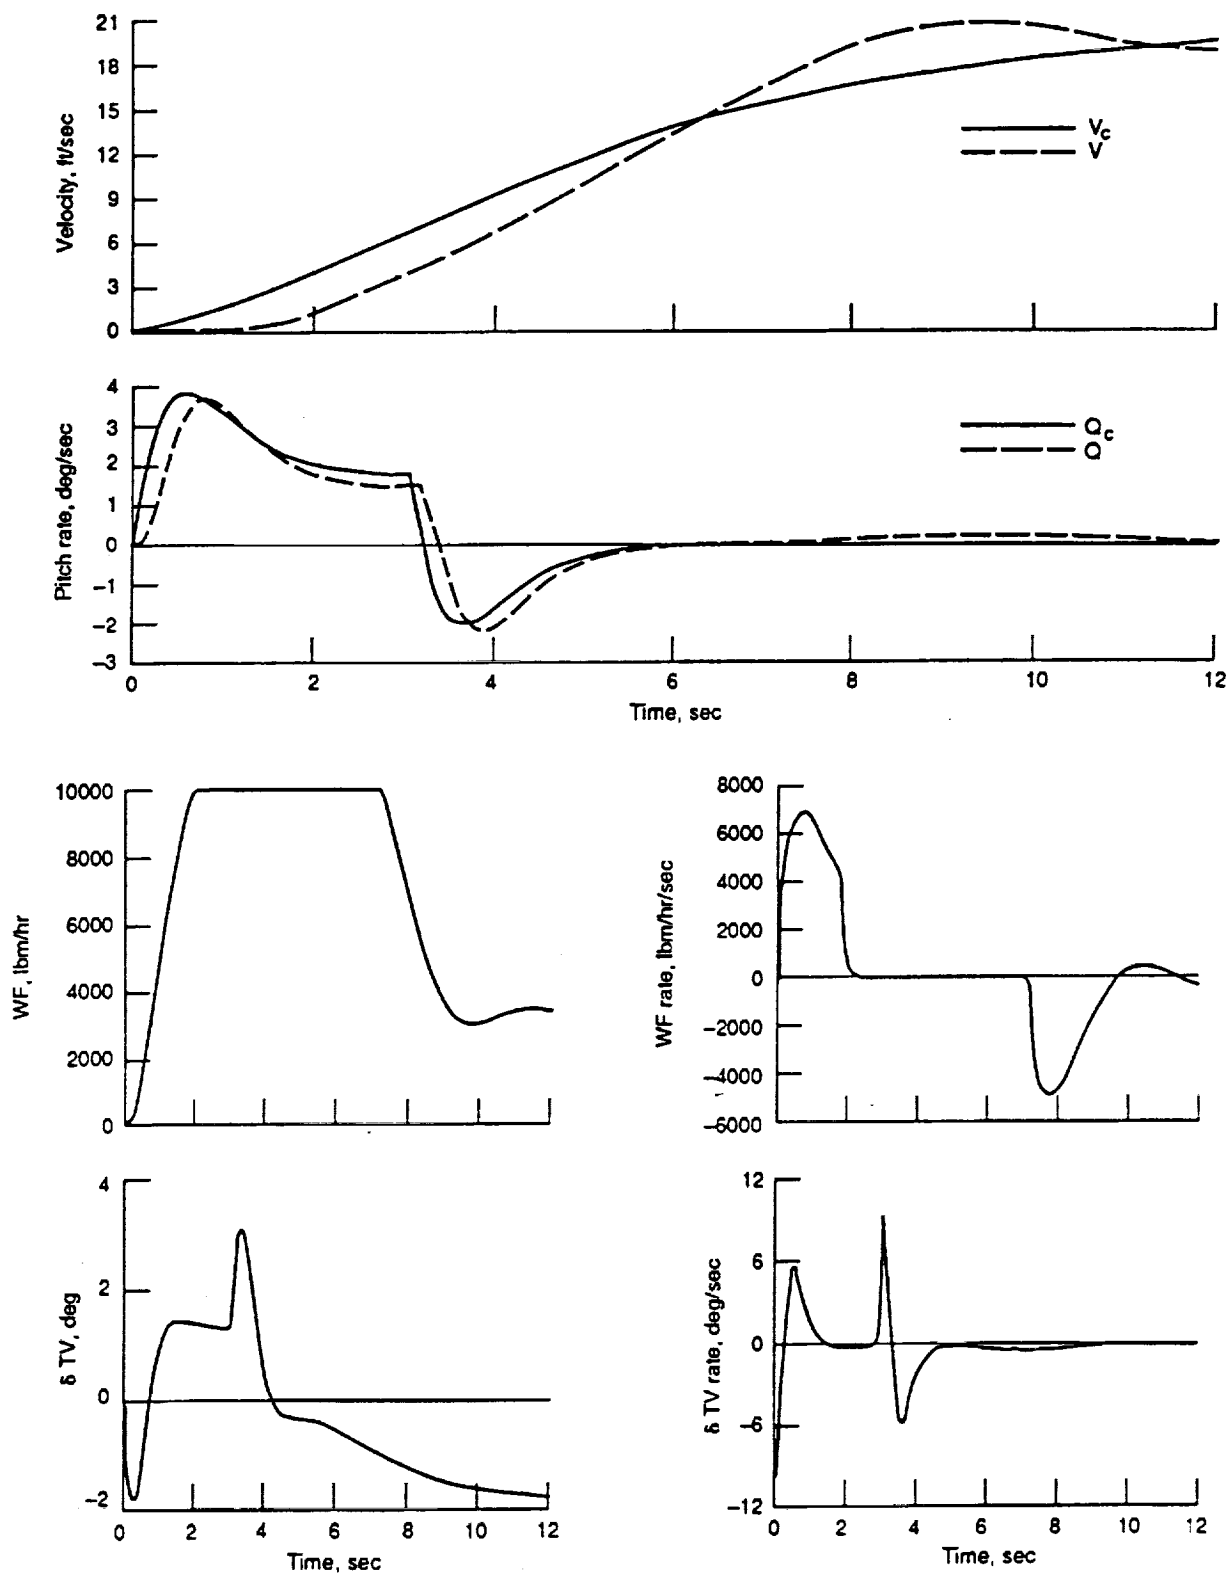 21
18
15
12
9
6
3
0
Velocity, ft/sec
V_c
V
4
3
2
1
0
−1
−2
−3
Pitch rate, deg/sec
Q_c
Q
0 2 4 6 8 10 12
Time, sec
10000
8000
6000
4000
2000
0
WF, lbm/hr
8000
6000
4000
2000
0
−2000
−4000
−6000
WF rate, lbm/hr/sec
4
2
0
−2
δ TV, deg
0 2 4 6 8 10 12
Time, sec
12
6
0
−6
−12
δ TV rate, deg/sec
0 2 4 6 8 10 12
Time, sec